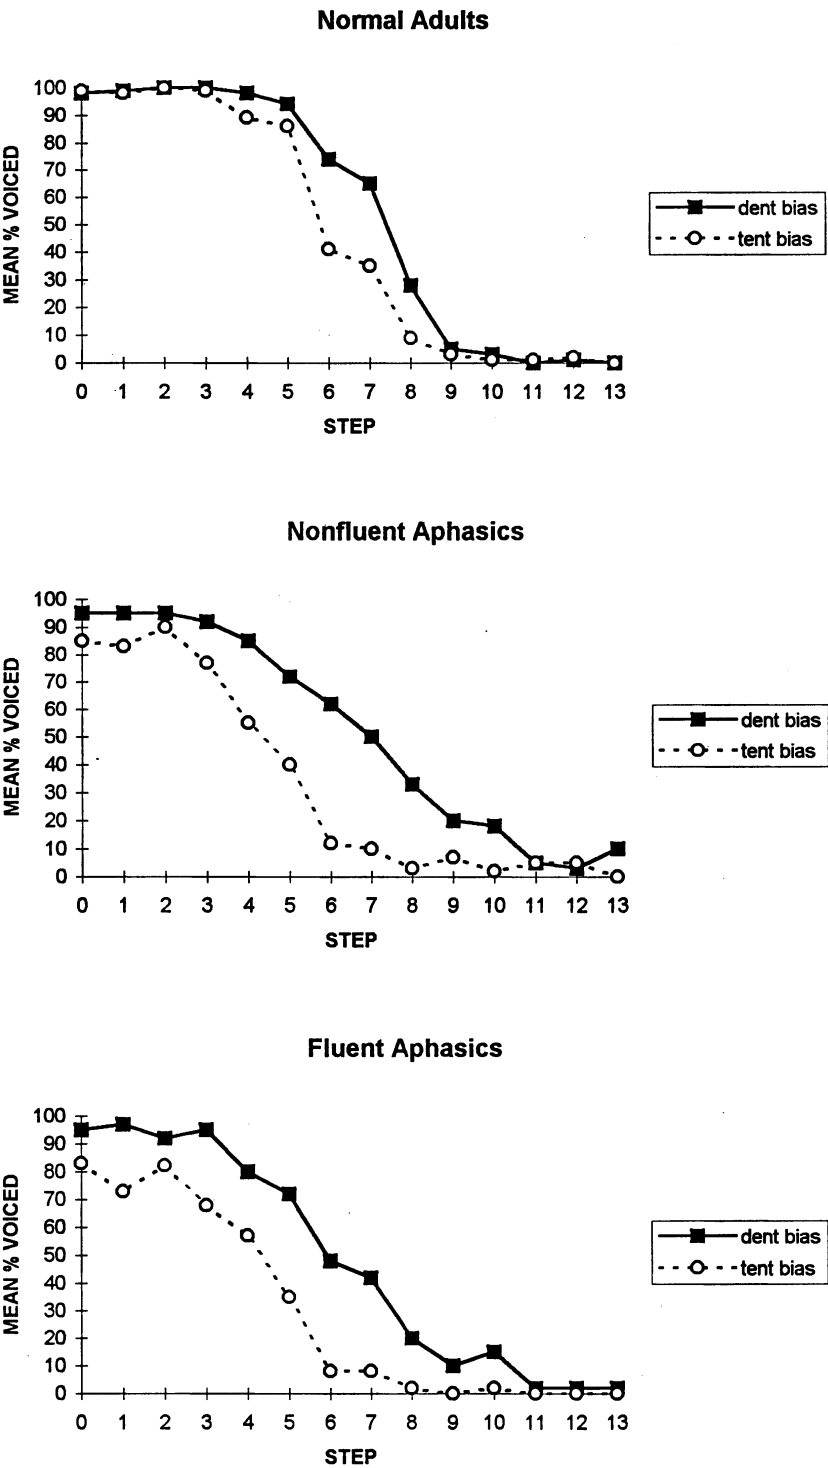 Normal Adults
100
90
80
70
60
50
40
30
20
10
0
MEAN % VOICED
0 1 2 3 4 5 6 7 8 9 10 11 12 13
STEP
dent bias
tent bias
Nonfluent Aphasics
100
90
80
70
60
50
40
30
20
10
0
MEAN % VOICED
0 1 2 3 4 5 6 7 8 9 10 11 12 13
STEP
dent bias
tent bias
Fluent Aphasics
100
90
80
70
60
50
40
30
20
10
0
MEAN % VOICED
0 1 2 3 4 5 6 7 8 9 10 11 12 13
STEP
dent bias
tent bias